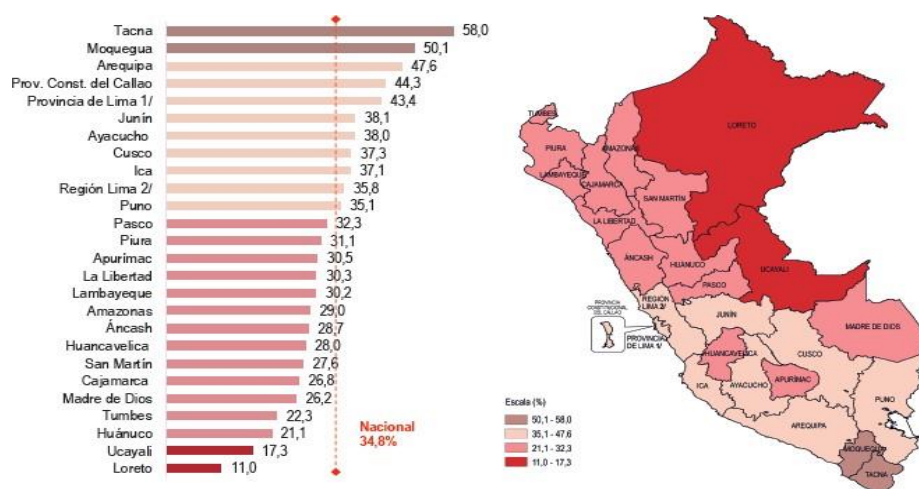 Tacna 58,0
Moquegua 50,1
Arequipa 47,6
Prov. Const. del Callao 44,3
Provincia de Lima 1/ 43,4
Junín 38,1
Ayacucho 38,0
Cusco 37,3
Ica 37,1
Región Lima 2/ 35,8
Puno 35,1
Pasco 32,3
Piura 31,1
Apurímac 30,5
La Libertad 30,3
Lambayeque 30,2
Amazonas 29,0
Áncash 28,7
Huancavelica 28,0
San Martín 27,6
Cajamarca 26,8
Madre de Dios 26,2
Tumbes 22,3
Huánuco 21,1
Ucayali 17,3
Loreto 11,0
Nacional
34,8%
TUMBES
LORETO
PIURA
AMAZONAS
LAMBAYEQUE
CAJAMARCA
SAN MARTÍN
LA LIBERTAD
ÁNCASH
HUÁNUCO
UCAYALI
PASCO
PROVINCIA
CONSTITUCIONAL
DEL CALLAO
REGION
LIMA 2/
JUNÍN
MADRE DE DIOS
PROVINCIA
DE LIMA 1/
HUANCAVELICA
CUSCO
ICA
AYACUCHO
APURÍMAC
PUNO
AREQUIPA
MOQUEGUA
TACNA
Escala (%)
50,1 - 58,0
35,1 - 47,6
21,1 - 32,3
11,0 - 17,3